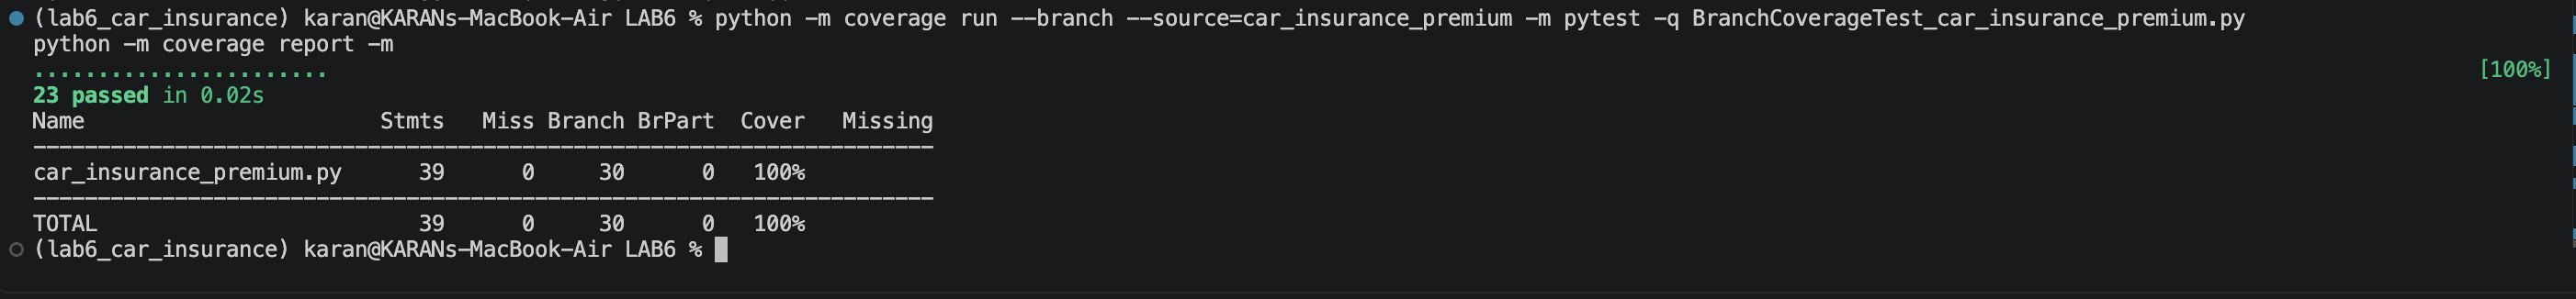 (lab6_car_insurance) karan@KARANs-MacBook-Air LAB6 % python -m coverage run --branch --source=car_insurance_premium -m pytest -q BranchCoverageTest_car_insurance_premium.py
python -m coverage report -m
....................... [100%]
23 passed in 0.02s
Name Stmts Miss Branch BrPart Cover Missing
----------------------------------------------------------------------
car_insurance_premium.py 39 0 30 0 100%
----------------------------------------------------------------------
TOTAL 39 0 30 0 100%
(lab6_car_insurance) karan@KARANs-MacBook-Air LAB6 %